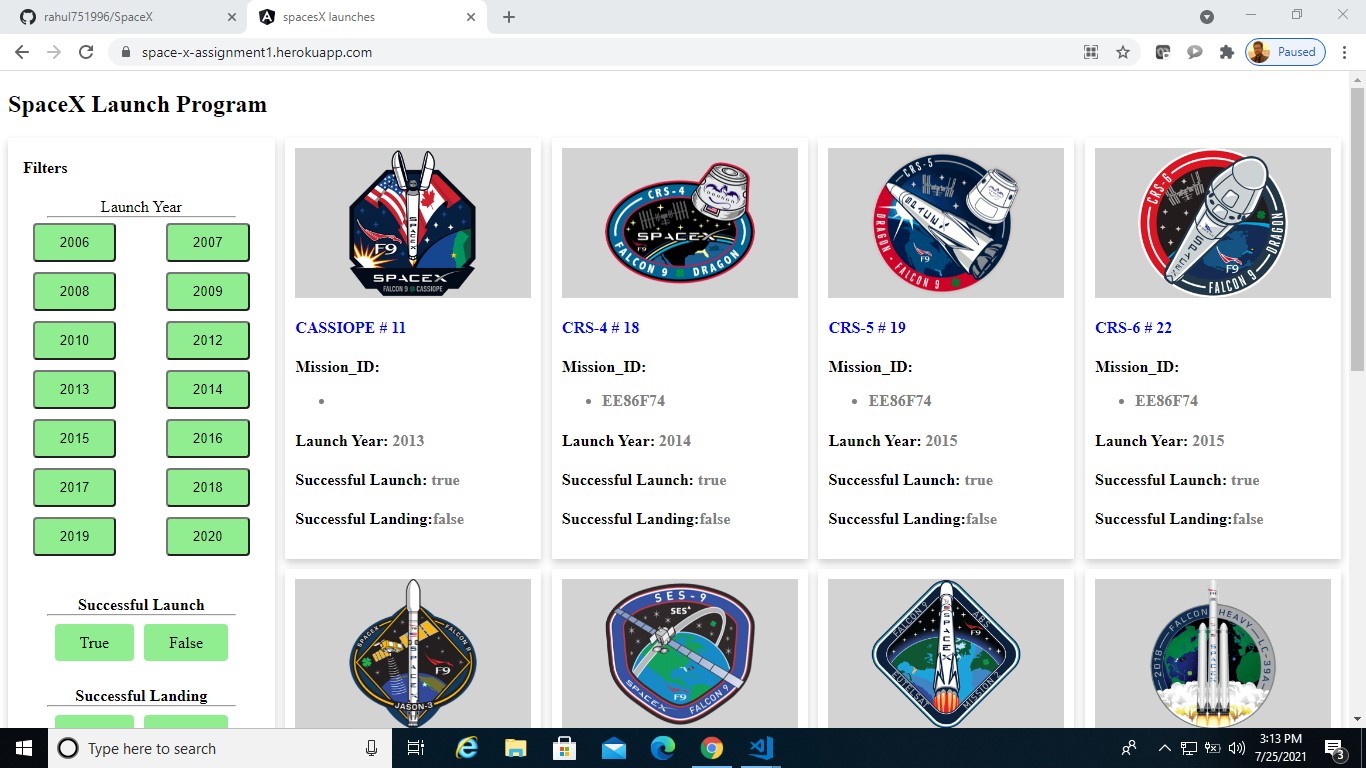 rahul751996/SpaceX
spacesX launches
space-x-assignment1.herokuapp.com
Paused
SpaceX Launch Program
Filters
Launch Year
2006 2007
2008 2009
2010 2012
2013 2014
2015 2016
2017 2018
2019 2020
Successful Launch
True False
Successful Landing
SPACEX
F9
SPACEX
FALCON 9 CASSIOPE
CASSIOPE # 11
Mission_ID:
Launch Year: 2013
Successful Launch: true
Successful Landing:false
CRS-4
SPACEX
F9
FALCON 9 DRAGON
CRS-4 # 18
Mission_ID:
EE86F74
Launch Year: 2014
Successful Launch: true
Successful Landing:false
CRS-5
SPACEX
F9
DRAGON · FALCON 9
CRS-5 # 19
Mission_ID:
EE86F74
Launch Year: 2015
Successful Launch: true
Successful Landing:false
CRS-6
SPACEX
DRAGON
F9
FALCON 9
CRS-6 # 22
Mission_ID:
EE86F74
Launch Year: 2015
Successful Launch: true
Successful Landing:false
SPACEX FALCON 9
F9
JASON-3
SES-9
SES
F9
SPACEX FALCON 9
FALCON 9 ABS
SPACEX
F9
EUTELSAT MISSION 2
FALCON HEAVY
2018 LC-39A
Type here to search
3:13 PM
7/25/2021
3